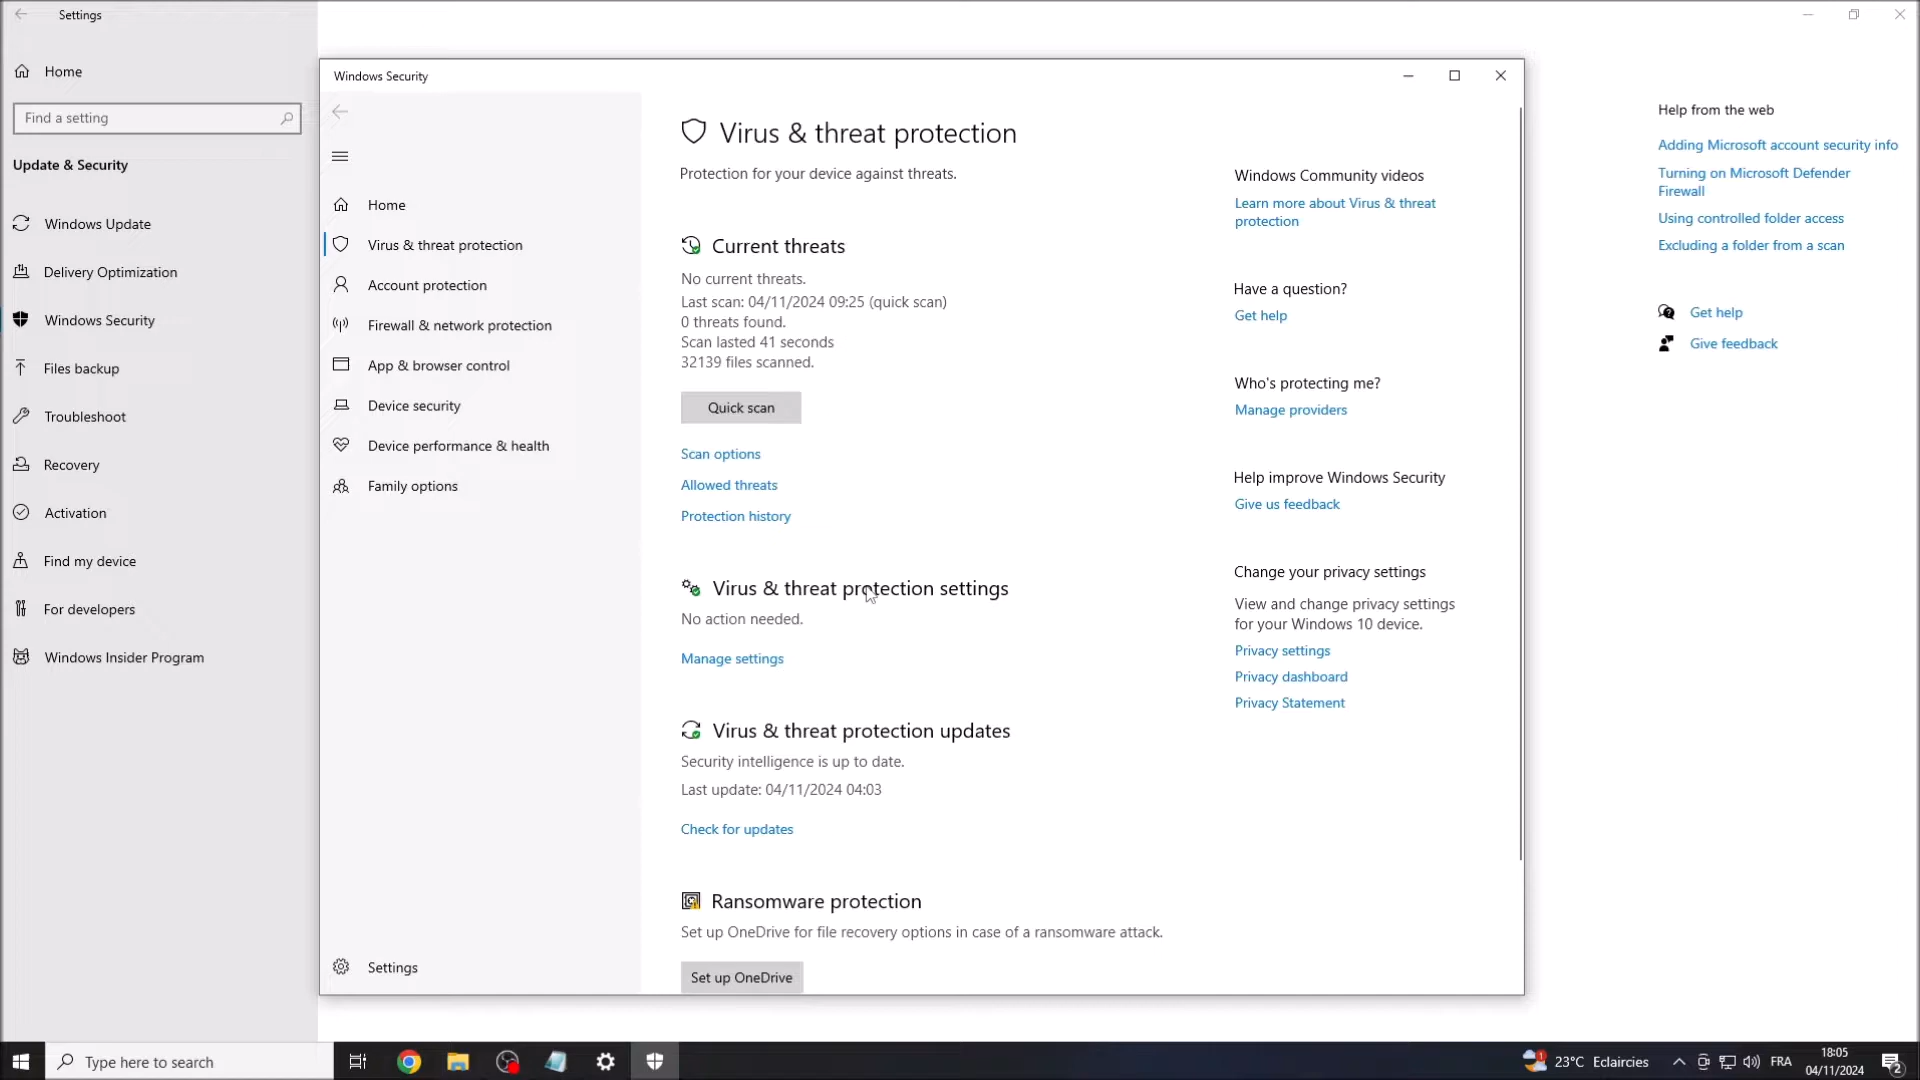 Settings
Home
Find a setting
Update & Security
Windows Update
Delivery Optimization
Windows Security
Files backup
Troubleshoot
Recovery
Activation
Find my device
For developers
Windows Insider Program
Windows Security
Home
Virus & threat protection
Account protection
Firewall & network protection
App & browser control
Device security
Device performance & health
Family options
Settings
Virus & threat protection
Protection for your device against threats.
Current threats
No current threats.
Last scan: 04/11/2024 09:25 (quick scan)
0 threats found.
Scan lasted 41 seconds
32139 files scanned.
Quick scan
Scan options
Allowed threats
Protection history
Virus & threat protection settings
No action needed.
Manage settings
Virus & threat protection updates
Security intelligence is up to date.
Last update: 04/11/2024 04:03
Check for updates
Ransomware protection
Set up OneDrive for file recovery options in case of a ransomware attack.
Set up OneDrive
Windows Community videos
Learn more about Virus & threat
protection
Have a question?
Get help
Who's protecting me?
Manage providers
Help improve Windows Security
Give us feedback
Change your privacy settings
View and change privacy settings
for your Windows 10 device.
Privacy settings
Privacy dashboard
Privacy Statement
Help from the web
Adding Microsoft account security info
Turning on Microsoft Defender
Firewall
Using controlled folder access
Excluding a folder from a scan
Get help
Give feedback
Type here to search
1
23°C Eclaircies
FRA
18:05
04/11/2024
2